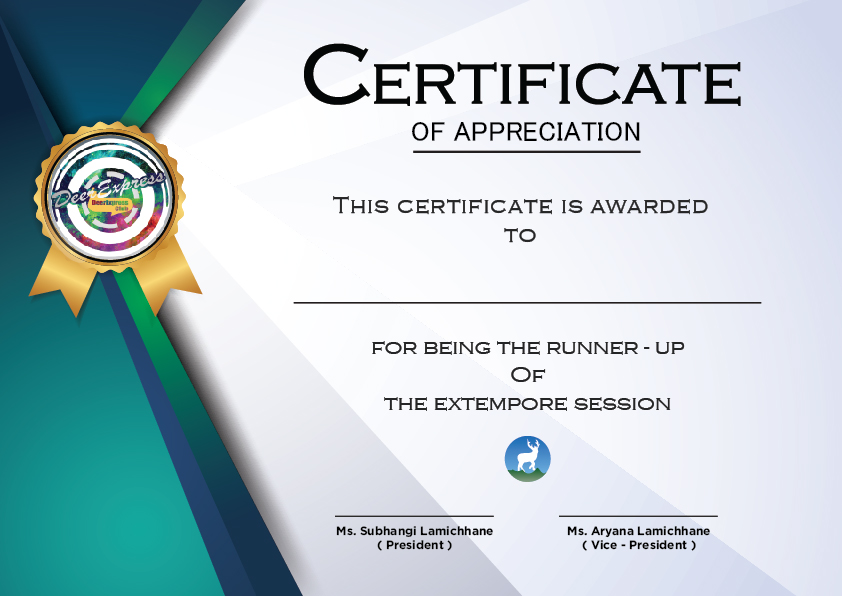 CERTIFICATE
OF APPRECIATION
THIS CERTIFICATE IS AWARDED
TO
Deer Express
DeerExpress
Club
FOR BEING THE RUNNER - UP
OF
THE EXTEMPORE SESSION
Ms. Subhangi Lamichhane
( President )
Ms. Aryana Lamichhane
( Vice - President )